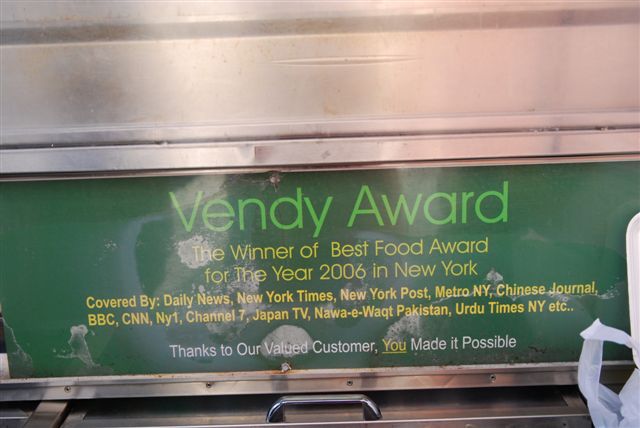 Vendy Award
The Winner of Best Food Award
for The Year 2006 in New York
Covered By: Daily News, New York Times, New York Post, Metro NY, Chinese Journal,
BBC, CNN, Ny1, Channel 7, Japan TV, Nawa-e-Waqt Pakistan, Urdu Times NY etc..
Thanks to Our Valued Customer, You Made it Possible